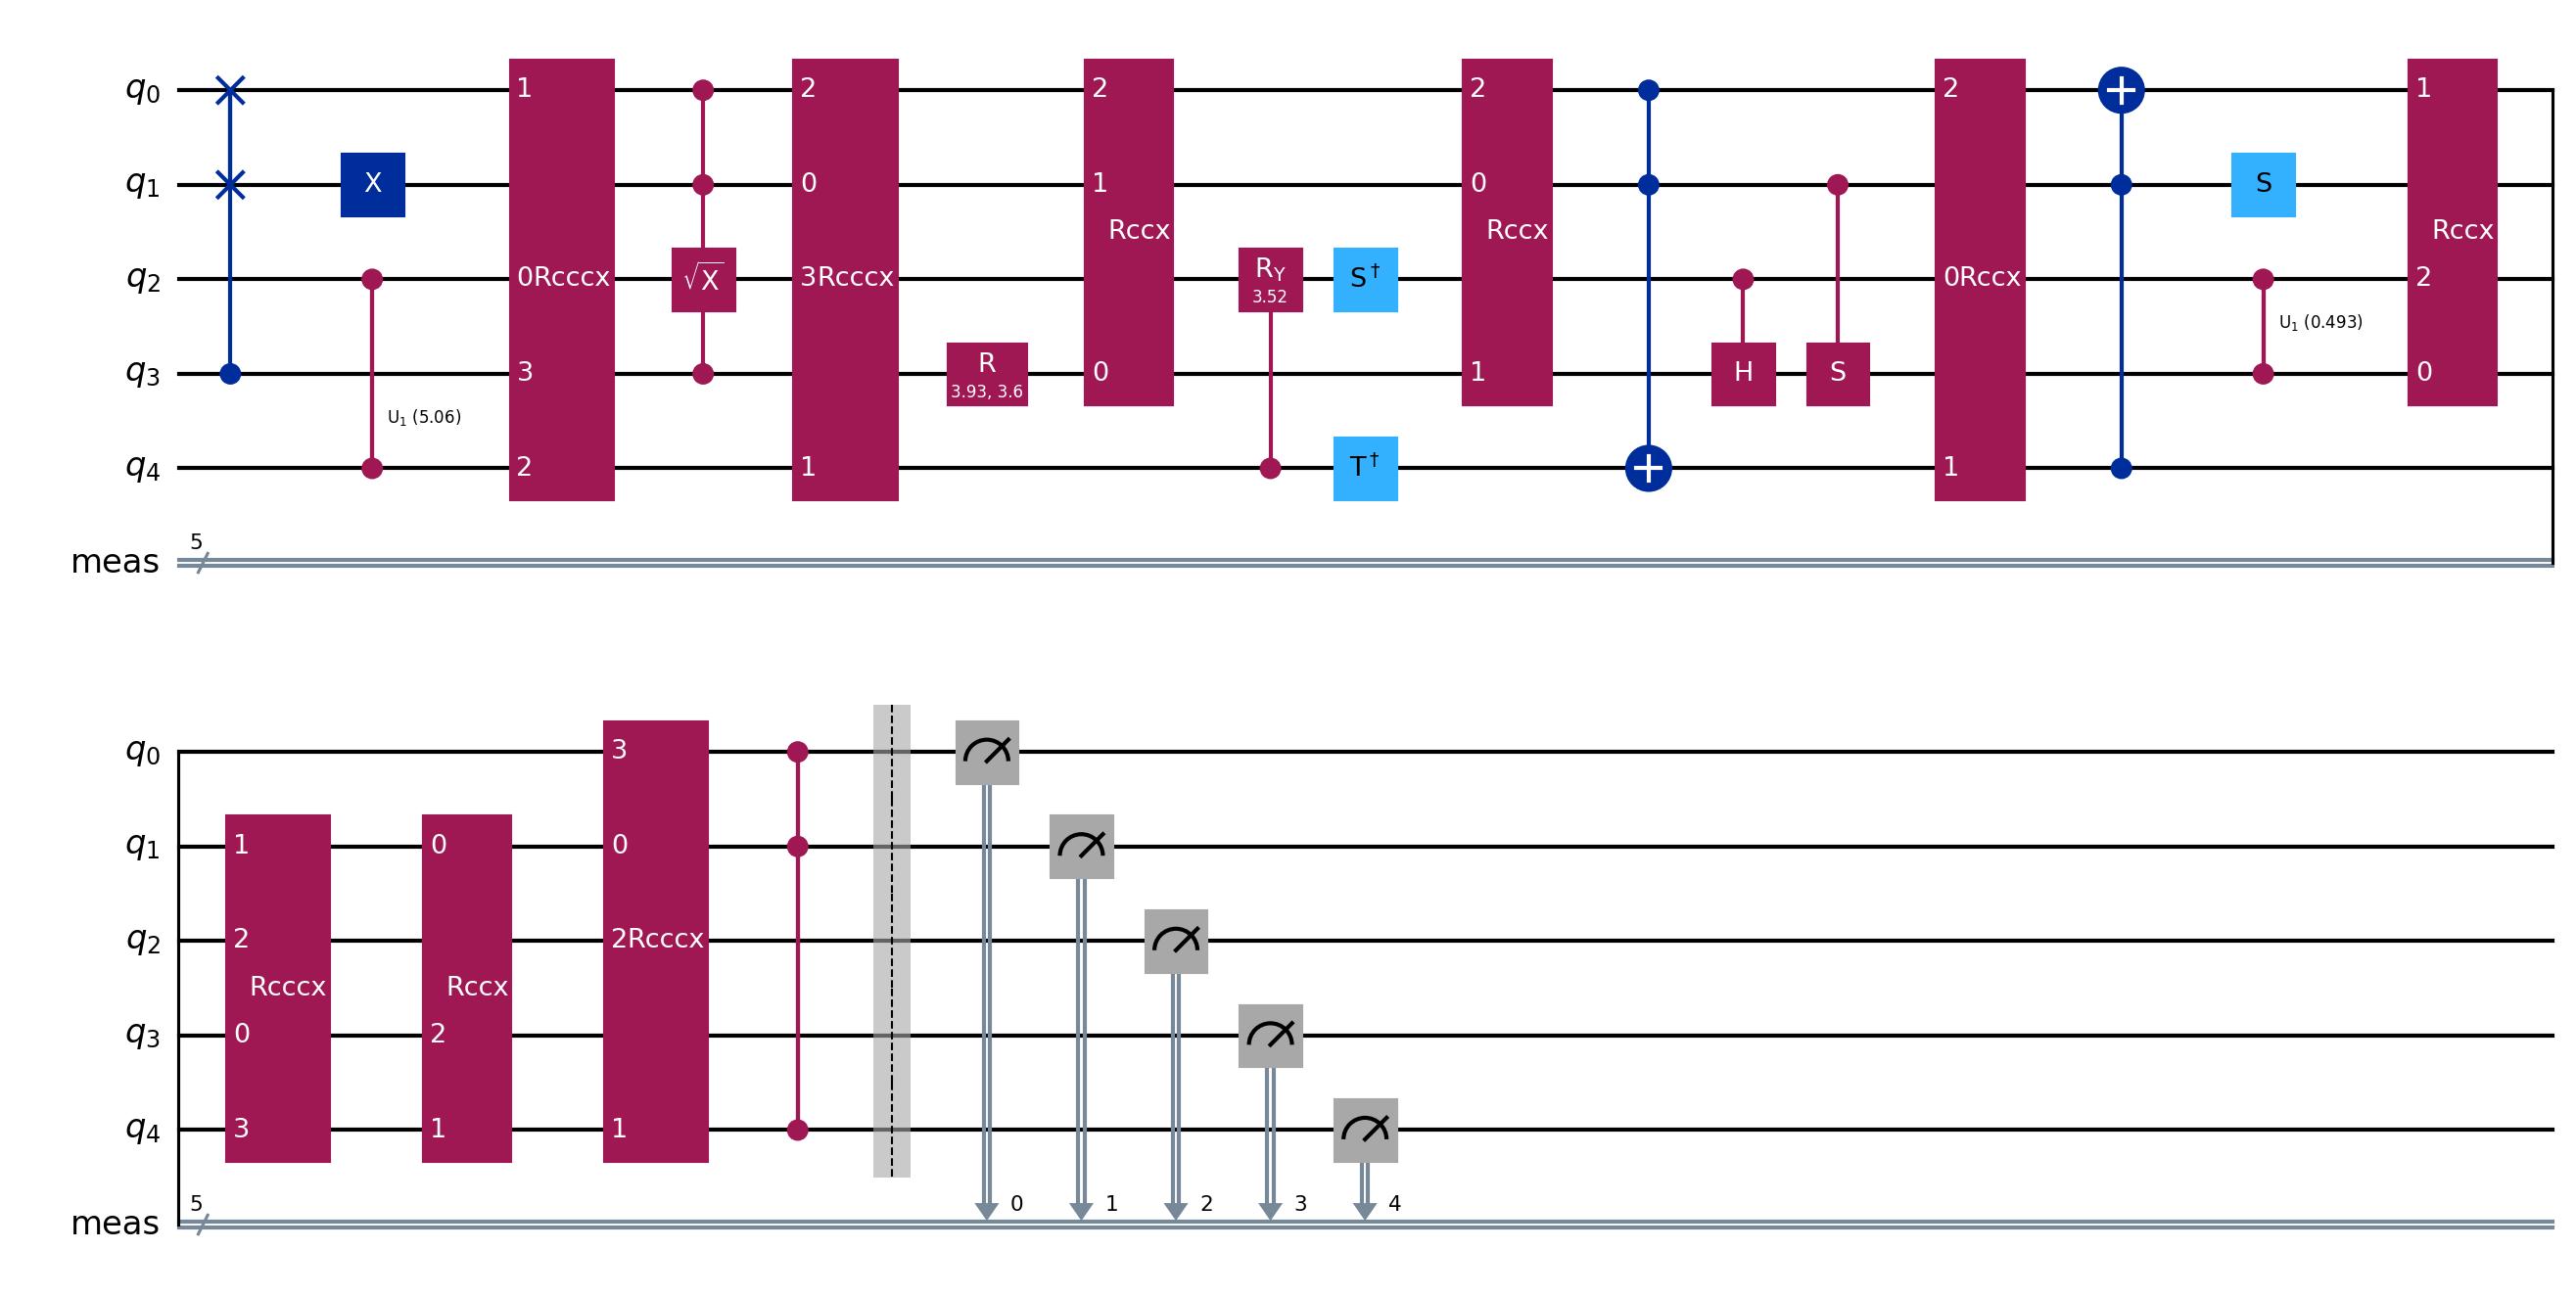 q0 1 2 2 2 2 1
X 0 1 0 S
Rccx Rccx Rccx
q1
q2 0Rcccx √X 3Rcccx RY 3.52 S† 0Rccx 2
U1 (0.493)
q3 3 R 3.93, 3.6 0 1 H S 0
U1 (5.06)
q4 2 1 T† 1
5
meas
q0 3
q1 1 0 0
q2 2 2Rcccx
Rcccx Rccx
q3 0 2
q4 3 1 1
5 0 1 2 3 4
meas